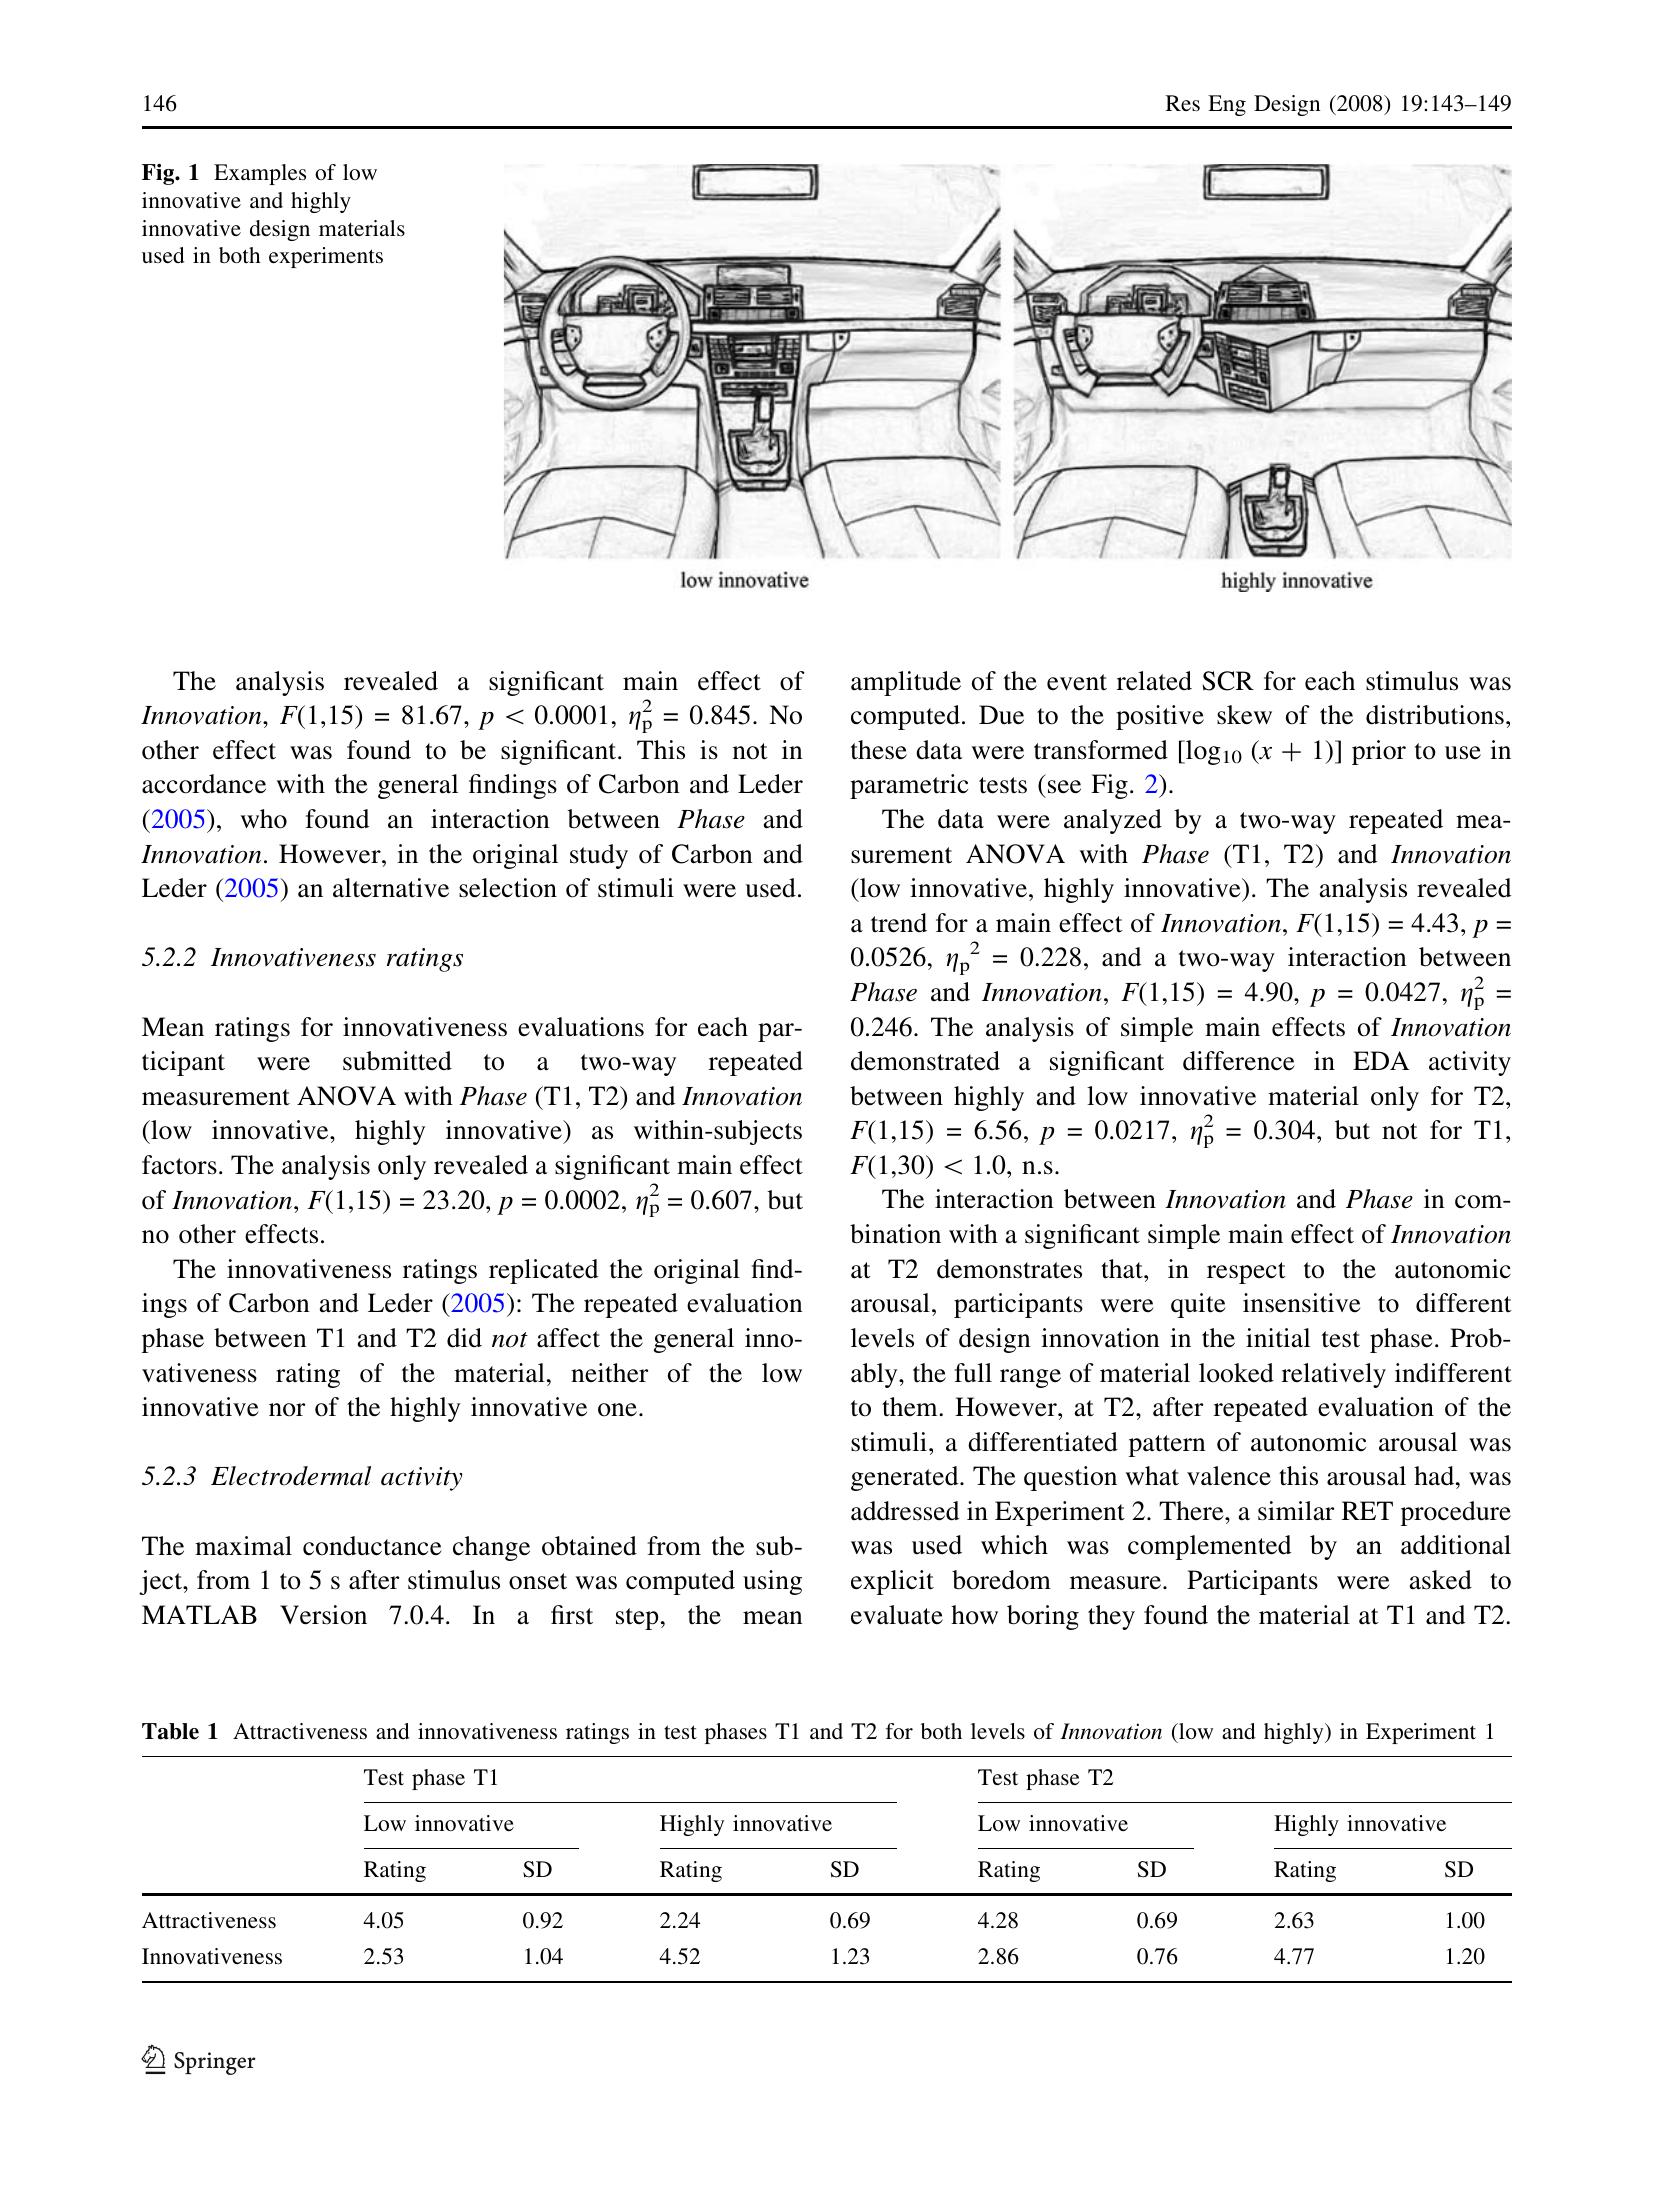 146
Res Eng Design (2008) 19:143–149
Fig. 1 Examples of low
innovative and highly
innovative design materials
used in both experiments
low innovative
highly innovative
The analysis revealed a significant main effect of
Innovation, F(1,15) = 81.67, p < 0.0001, η²p = 0.845. No
other effect was found to be significant. This is not in
accordance with the general findings of Carbon and Leder
(2005), who found an interaction between Phase and
Innovation. However, in the original study of Carbon and
Leder (2005) an alternative selection of stimuli were used.
5.2.2 Innovativeness ratings
Mean ratings for innovativeness evaluations for each par-
ticipant were submitted to a two-way repeated
measurement ANOVA with Phase (T1, T2) and Innovation
(low innovative, highly innovative) as within-subjects
factors. The analysis only revealed a significant main effect
of Innovation, F(1,15) = 23.20, p = 0.0002, η²p = 0.607, but
no other effects.
The innovativeness ratings replicated the original find-
ings of Carbon and Leder (2005): The repeated evaluation
phase between T1 and T2 did not affect the general inno-
vativeness rating of the material, neither of the low
innovative nor of the highly innovative one.
5.2.3 Electrodermal activity
The maximal conductance change obtained from the sub-
ject, from 1 to 5 s after stimulus onset was computed using
MATLAB Version 7.0.4. In a first step, the mean
amplitude of the event related SCR for each stimulus was
computed. Due to the positive skew of the distributions,
these data were transformed [log₁₀ (x + 1)] prior to use in
parametric tests (see Fig. 2).
The data were analyzed by a two-way repeated mea-
surement ANOVA with Phase (T1, T2) and Innovation
(low innovative, highly innovative). The analysis revealed
a trend for a main effect of Innovation, F(1,15) = 4.43, p =
0.0526, ηp² = 0.228, and a two-way interaction between
Phase and Innovation, F(1,15) = 4.90, p = 0.0427, η²p =
0.246. The analysis of simple main effects of Innovation
demonstrated a significant difference in EDA activity
between highly and low innovative material only for T2,
F(1,15) = 6.56, p = 0.0217, η²p = 0.304, but not for T1,
F(1,30) < 1.0, n.s.
The interaction between Innovation and Phase in com-
bination with a significant simple main effect of Innovation
at T2 demonstrates that, in respect to the autonomic
arousal, participants were quite insensitive to different
levels of design innovation in the initial test phase. Prob-
ably, the full range of material looked relatively indifferent
to them. However, at T2, after repeated evaluation of the
stimuli, a differentiated pattern of autonomic arousal was
generated. The question what valence this arousal had, was
addressed in Experiment 2. There, a similar RET procedure
was used which was complemented by an additional
explicit boredom measure. Participants were asked to
evaluate how boring they found the material at T1 and T2.
Table 1 Attractiveness and innovativeness ratings in test phases T1 and T2 for both levels of Innovation (low and highly) in Experiment 1
Test phase T1 Test phase T2
Low innovative Highly innovative Low innovative Highly innovative
Rating SD Rating SD Rating SD Rating SD
Attractiveness 4.05 0.92 2.24 0.69 4.28 0.69 2.63 1.00
Innovativeness 2.53 1.04 4.52 1.23 2.86 0.76 4.77 1.20
Springer